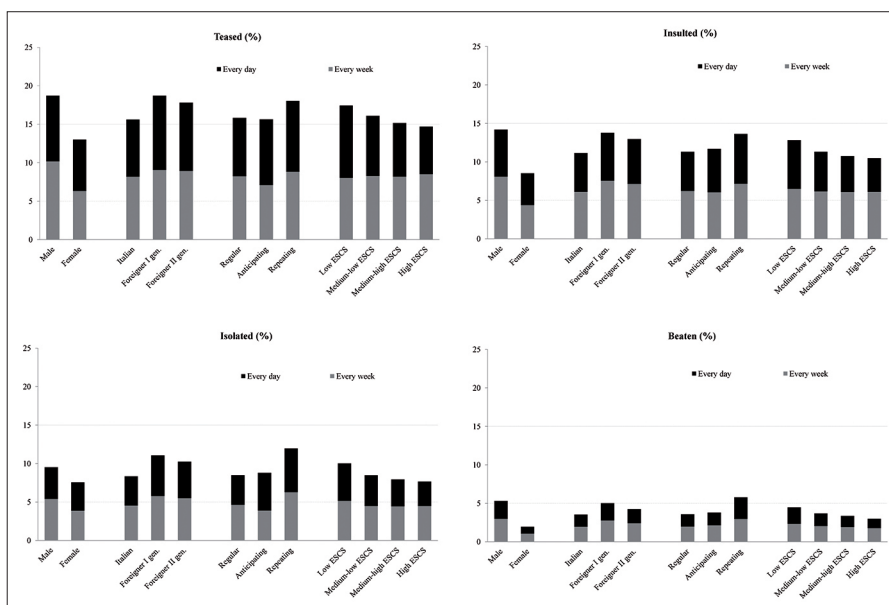 Teased (%)
25
20
15
10
5
0
Every day
Every week
Male
Female
Italian
Foreigner I gen.
Foreigner II gen.
Regular
Anticipating
Repeating
Low ESCS
Medium-low ESCS
Medium-high ESCS
High ESCS
Insulted (%)
25
20
15
10
5
0
Every day
Every week
Male
Female
Italian
Foreigner I gen.
Foreigner II gen.
Regular
Anticipating
Repeating
Low ESCS
Medium-low ESCS
Medium-high ESCS
High ESCS
Isolated (%)
25
20
15
10
5
0
Every day
Every week
Male
Female
Italian
Foreigner I gen.
Foreigner II gen.
Regular
Anticipating
Repeating
Low ESCS
Medium-low ESCS
Medium-high ESCS
High ESCS
Beaten (%)
25
20
15
10
5
0
Every day
Every week
Male
Female
Italian
Foreigner I gen.
Foreigner II gen.
Regular
Anticipating
Repeating
Low ESCS
Medium-low ESCS
Medium-high ESCS
High ESCS